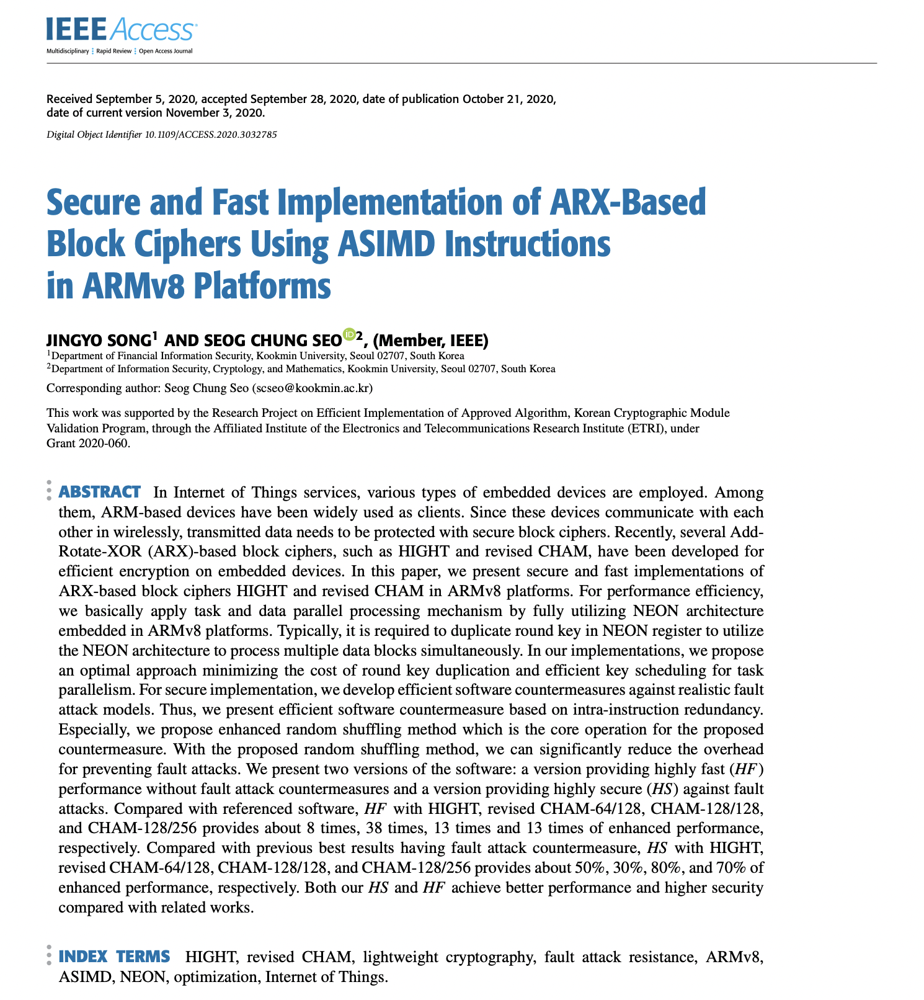 IEEE Access
Multidisciplinary | Rapid Review | Open Access Journal
Received September 5, 2020, accepted September 28, 2020, date of publication October 21, 2020,
date of current version November 3, 2020.
Digital Object Identifier 10.1109/ACCESS.2020.3032785
Secure and Fast Implementation of ARX-Based
Block Ciphers Using ASIMD Instructions
in ARMv8 Platforms
JINGYO SONG1 AND SEOG CHUNG SEO iD 2, (Member, IEEE)
1Department of Financial Information Security, Kookmin University, Seoul 02707, South Korea
2Department of Information Security, Cryptology, and Mathematics, Kookmin University, Seoul 02707, South Korea
Corresponding author: Seog Chung Seo (scseo@kookmin.ac.kr)
This work was supported by the Research Project on Efficient Implementation of Approved Algorithm, Korean Cryptographic Module
Validation Program, through the Affiliated Institute of the Electronics and Telecommunications Research Institute (ETRI), under
Grant 2020-060.
ABSTRACT In Internet of Things services, various types of embedded devices are employed. Among
them, ARM-based devices have been widely used as clients. Since these devices communicate with each
other in wirelessly, transmitted data needs to be protected with secure block ciphers. Recently, several Add-
Rotate-XOR (ARX)-based block ciphers, such as HIGHT and revised CHAM, have been developed for
efficient encryption on embedded devices. In this paper, we present secure and fast implementations of
ARX-based block ciphers HIGHT and revised CHAM in ARMv8 platforms. For performance efficiency,
we basically apply task and data parallel processing mechanism by fully utilizing NEON architecture
embedded in ARMv8 platforms. Typically, it is required to duplicate round key in NEON register to utilize
the NEON architecture to process multiple data blocks simultaneously. In our implementations, we propose
an optimal approach minimizing the cost of round key duplication and efficient key scheduling for task
parallelism. For secure implementation, we develop efficient software countermeasures against realistic fault
attack models. Thus, we present efficient software countermeasure based on intra-instruction redundancy.
Especially, we propose enhanced random shuffling method which is the core operation for the proposed
countermeasure. With the proposed random shuffling method, we can significantly reduce the overhead
for preventing fault attacks. We present two versions of the software: a version providing highly fast (HF)
performance without fault attack countermeasures and a version providing highly secure (HS) against fault
attacks. Compared with referenced software, HF with HIGHT, revised CHAM-64/128, CHAM-128/128,
and CHAM-128/256 provides about 8 times, 38 times, 13 times and 13 times of enhanced performance,
respectively. Compared with previous best results having fault attack countermeasure, HS with HIGHT,
revised CHAM-64/128, CHAM-128/128, and CHAM-128/256 provides about 50%, 30%, 80%, and 70% of
enhanced performance, respectively. Both our HS and HF achieve better performance and higher security
compared with related works.
INDEX TERMS HIGHT, revised CHAM, lightweight cryptography, fault attack resistance, ARMv8,
ASIMD, NEON, optimization, Internet of Things.